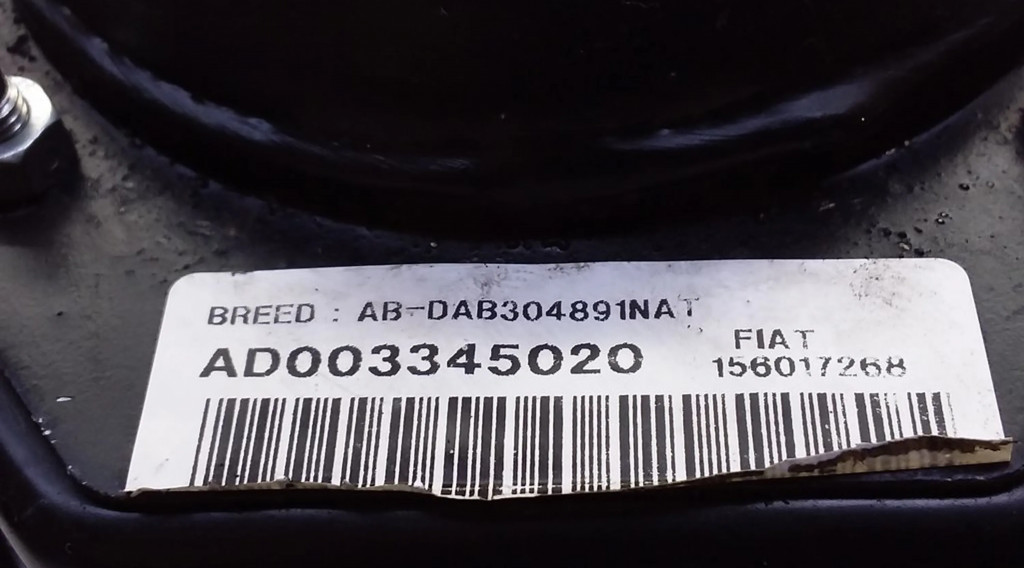 BREED : AB-DAB304891NAT
FIAT
AD003345020
156017268